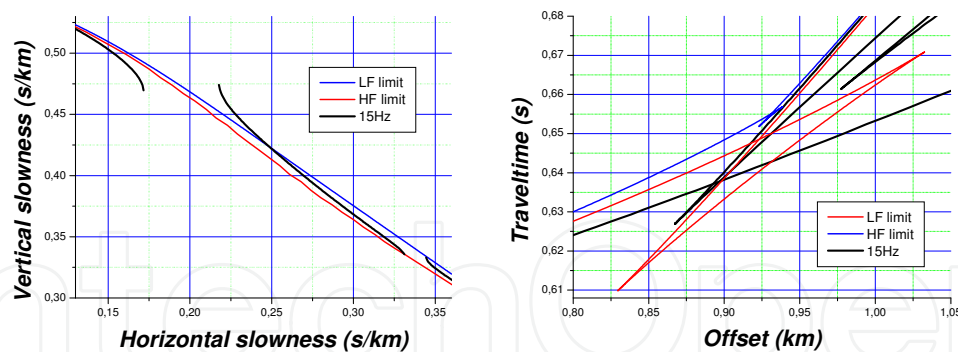 Vertical slowness (s/km)
0,50
0,45
0,40
0,35
0,30
LF limit
HF limit
15Hz
0,15
0,20
0,25
0,30
0,35
Horizontal slowness (s/km)
Traveltime (s)
0,68
0,67
0,66
0,65
0,63
0,62
0,61
LF limit
HF limit
15Hz
0,80
0,85
0,90
0,95
1,00
1,05
Offset (km)